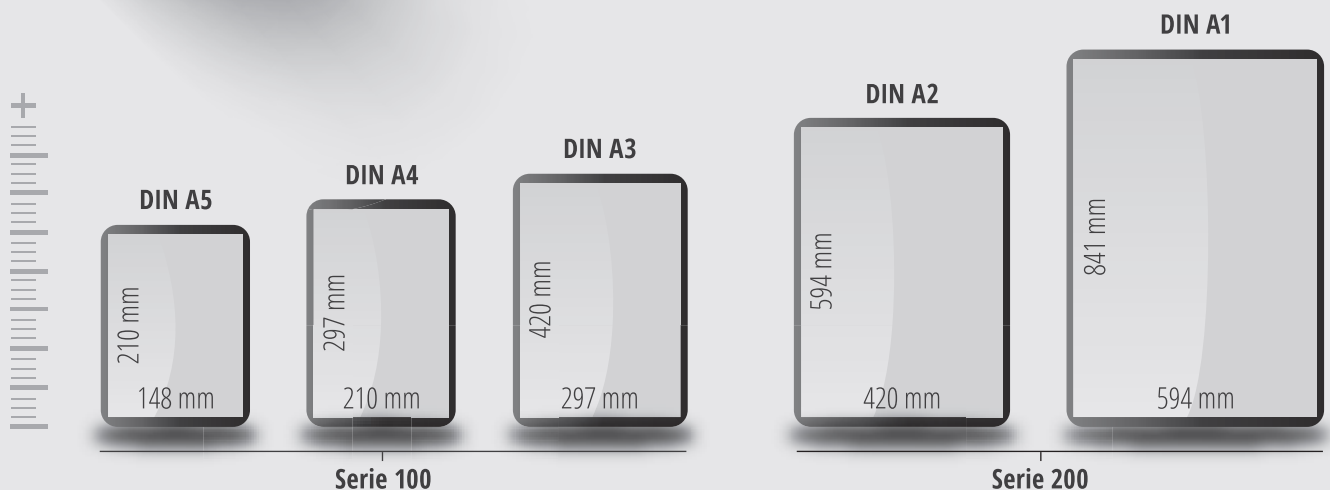 DIN A5
210 mm
148 mm
DIN A4
297 mm
210 mm
DIN A3
420 mm
297 mm
Serie 100
DIN A2
594 mm
420 mm
DIN A1
841 mm
594 mm
Serie 200